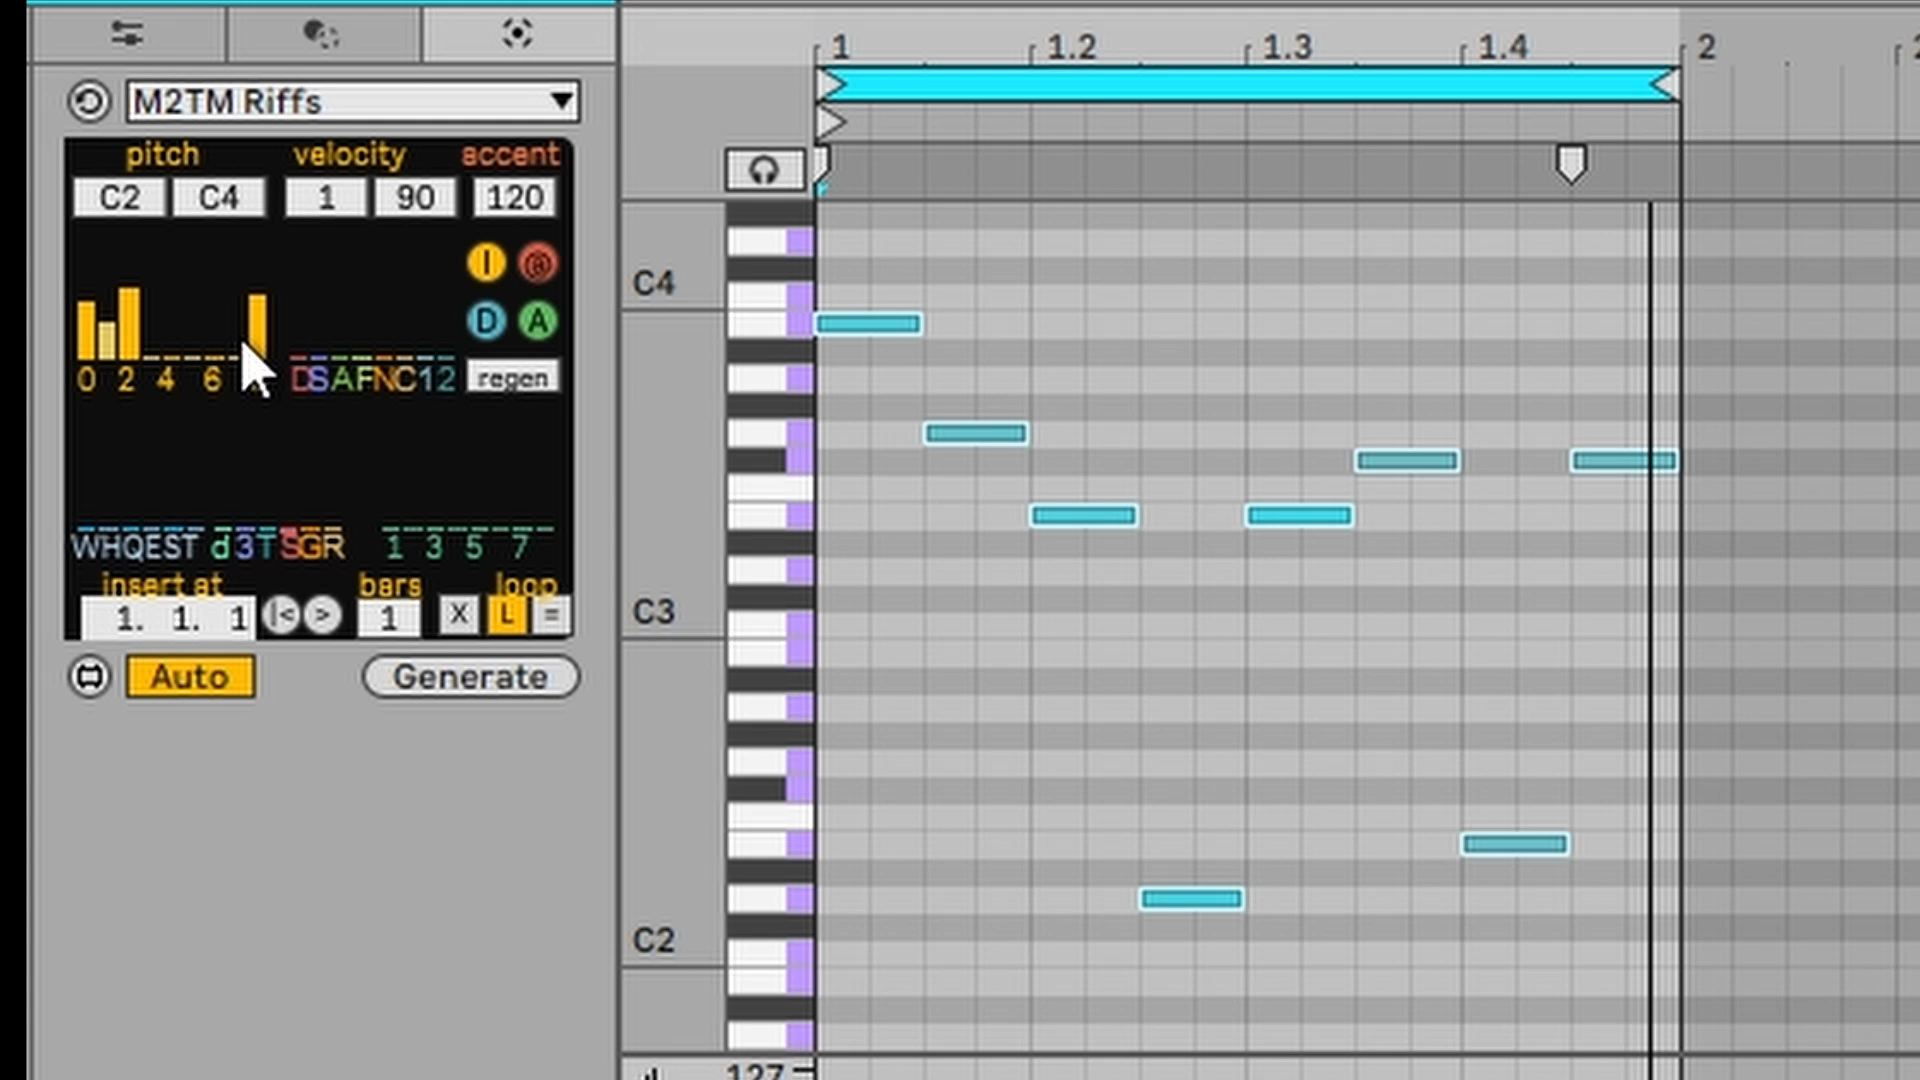 1 1.2 1.3 1.4 2
M2TM Riffs
pitch velocity accent
C2 C4 1 90 120
I @
D A
0 2 4 6 DSAFNC12 regen
WHQEST d3T SGR 1 3 5 7
insert at bars loop
1. 1. 1 |< > 1 X L =
Auto Generate
C4
C3
C2
127